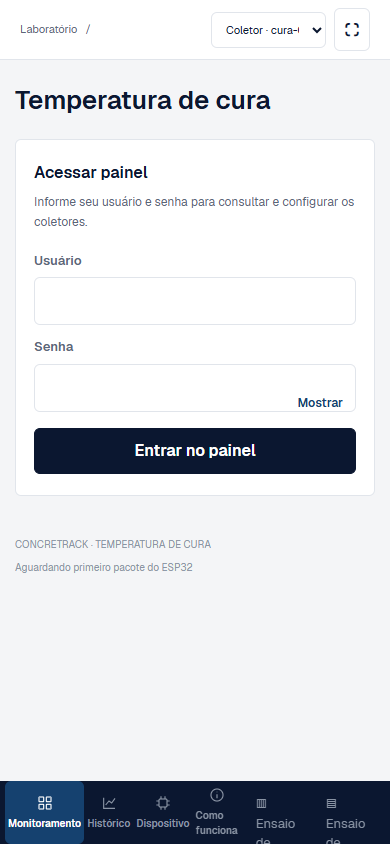 Laboratório /
Coletor · cura-
Temperatura de cura
Acessar painel
Informe seu usuário e senha para consultar e configurar os
coletores.
Usuário
Senha
Mostrar
Entrar no painel
CONCRETRACK · TEMPERATURA DE CURA
Aguardando primeiro pacote do ESP32
Monitoramento
Histórico
Dispositivo
Como
funciona
Ensaio
de
Ensaio
de